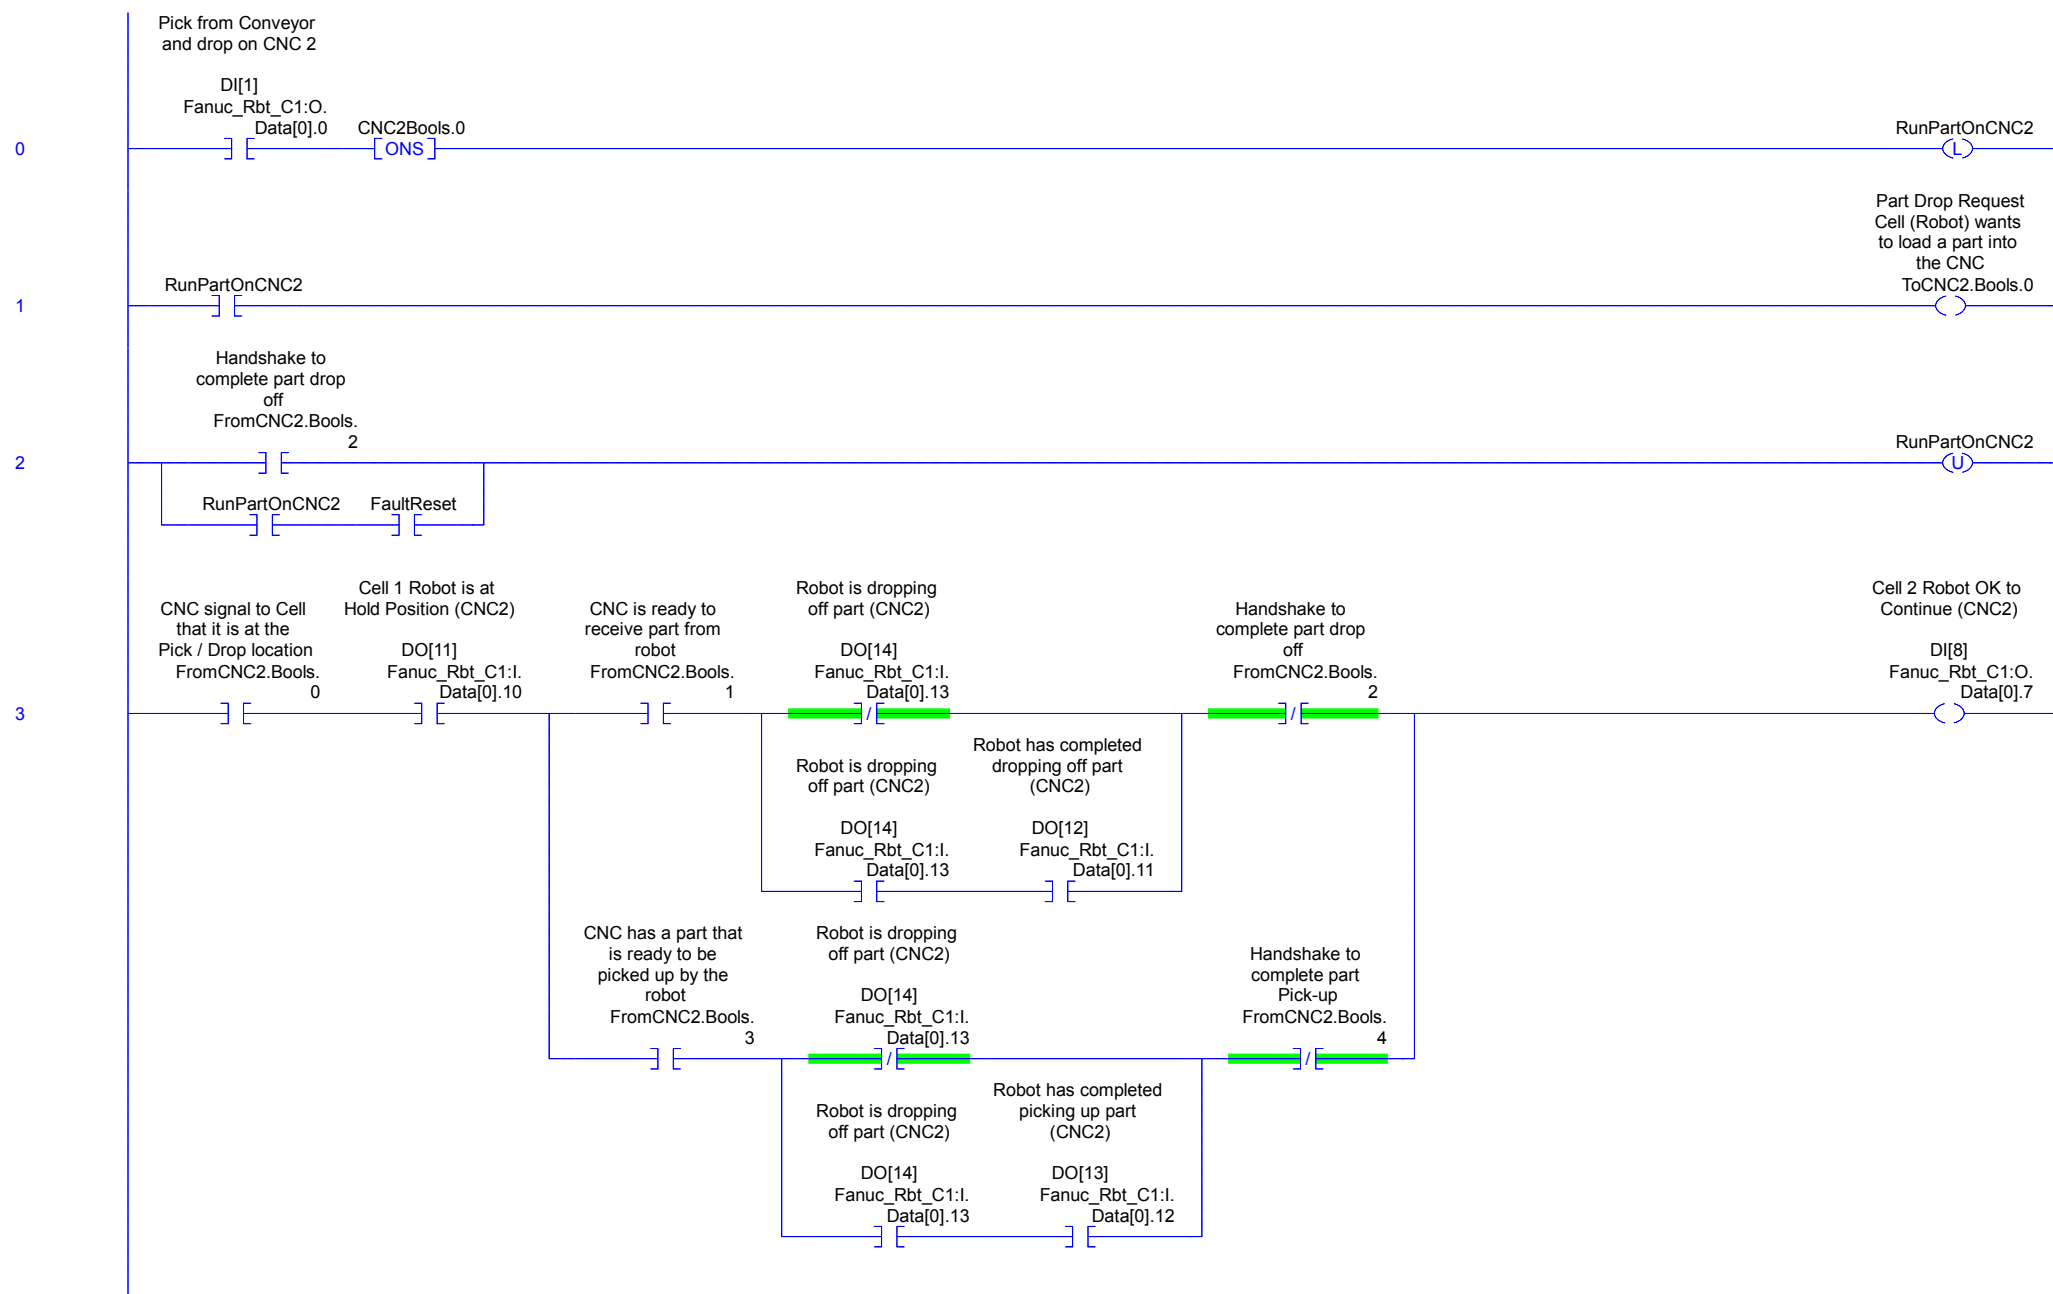 Pick from Conveyor
and drop on CNC 2
DI[1]
Fanuc_Rbt_C1:O.
Data[0].0
CNC2Bools.0
RunPartOnCNC2
0
ONS
L
Part Drop Request
Cell (Robot) wants
to load a part into
the CNC
ToCNC2.Bools.0
RunPartOnCNC2
1
Handshake to
complete part drop
off
FromCNC2.Bools.
2
RunPartOnCNC2
2
U
RunPartOnCNC2
FaultReset
CNC signal to Cell
that it is at the
Pick / Drop location
FromCNC2.Bools.
0
Cell 1 Robot is at
Hold Position (CNC2)
DO[11]
Fanuc_Rbt_C1:I.
Data[0].10
CNC is ready to
receive part from
robot
FromCNC2.Bools.
1
Robot is dropping
off part (CNC2)
DO[14]
Fanuc_Rbt_C1:I.
Data[0].13
Handshake to
complete part drop
off
FromCNC2.Bools.
2
Cell 2 Robot OK to
Continue (CNC2)
DI[8]
Fanuc_Rbt_C1:O.
Data[0].7
3
/
/
Robot is dropping
off part (CNC2)
DO[14]
Fanuc_Rbt_C1:I.
Data[0].13
Robot has completed
dropping off part
(CNC2)
DO[12]
Fanuc_Rbt_C1:I.
Data[0].11
CNC has a part that
is ready to be
picked up by the
robot
FromCNC2.Bools.
3
Robot is dropping
off part (CNC2)
DO[14]
Fanuc_Rbt_C1:I.
Data[0].13
Handshake to
complete part
Pick-up
FromCNC2.Bools.
4
/
/
Robot is dropping
off part (CNC2)
DO[14]
Fanuc_Rbt_C1:I.
Data[0].13
Robot has completed
picking up part
(CNC2)
DO[13]
Fanuc_Rbt_C1:I.
Data[0].12